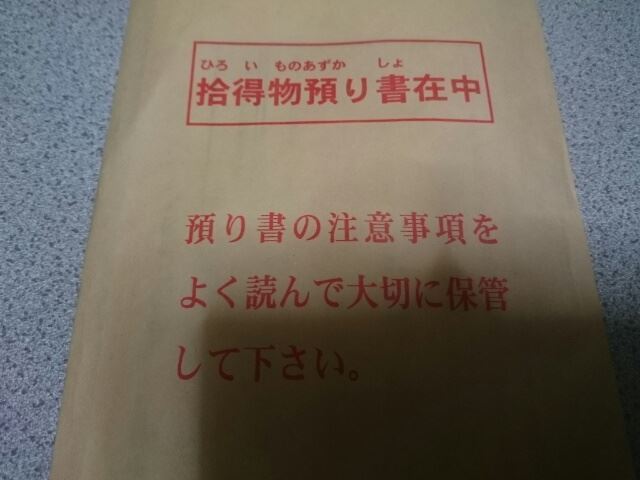 ひろ い ものあずか しょ
拾得物預り書在中
預り書の注意事項を
よく読んで大切に保管
して下さい。